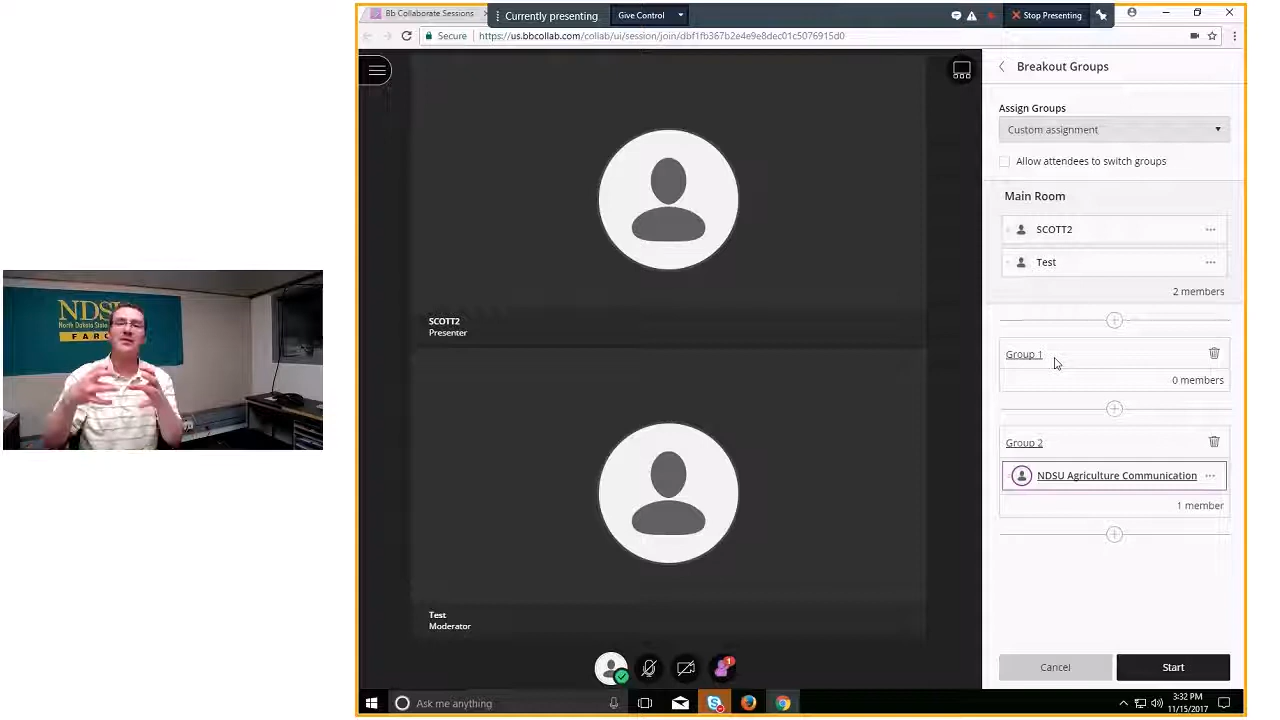 Bb Collaborate Sessions
Currently presenting
Give Control
Stop Presenting
Secure
https://us.bbcollab.com/collab/ui/session/join/dbf1fb367b2e4e9e8dec01c5076915d0
Breakout Groups
Assign Groups
Custom assignment
Allow attendees to switch groups
Main Room
SCOTT2
Test
2 members
Group 1
0 members
Group 2
NDSU Agriculture Communication
1 member
Cancel
Start
SCOTT2
Presenter
Test
Moderator
1
NDS
North Dakota State
FARG
Ask me anything
3:32 PM
11/15/2017